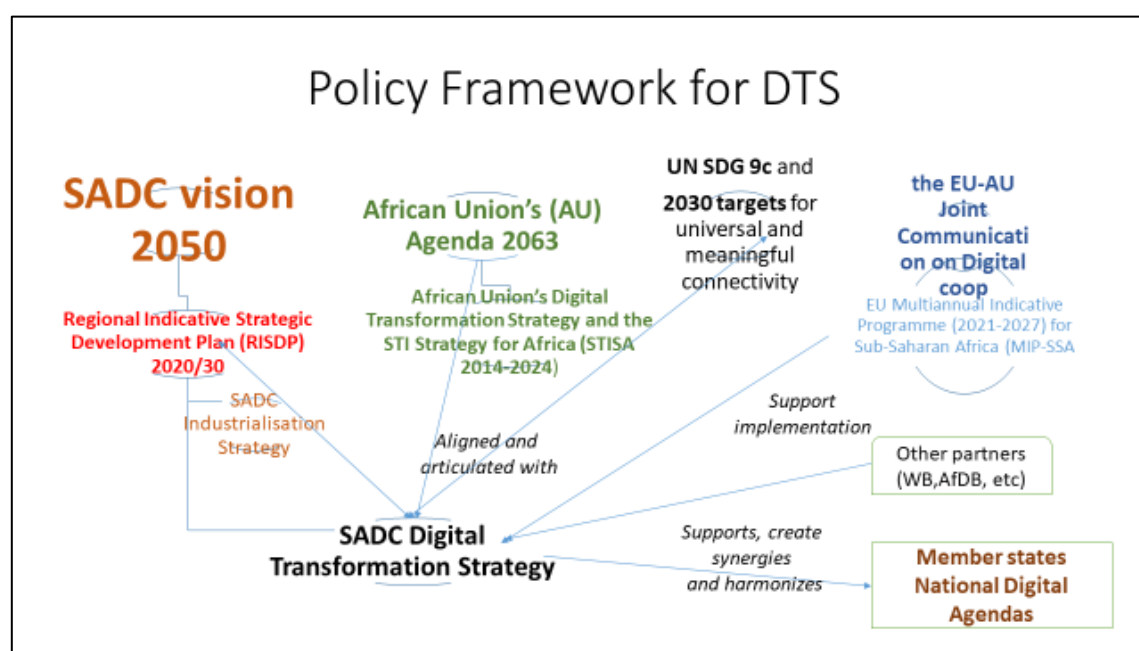 Policy Framework for DTS
SADC vision
2050
Regional Indicative Strategic
Development Plan (RISDP)
2020/30
SADC
Industrialisation
Strategy
African Union's (AU)
Agenda 2063
African Union's Digital
Transformation Strategy and the
STI Strategy for Africa (STISA
2014-2024)
UN SDG 9c and
2030 targets for
universal and
meaningful
connectivity
the EU-AU
Joint
Communicati
on on Digital
coop
EU Multiannual Indicative
Programme (2021-2027) for
Sub-Saharan Africa (MIP-SSA
Aligned and
articulated with
Support
implementation
Other partners
(WB,AfDB, etc)
SADC Digital
Transformation Strategy
Supports, create
synergies
and harmonizes
Member states
National Digital
Agendas